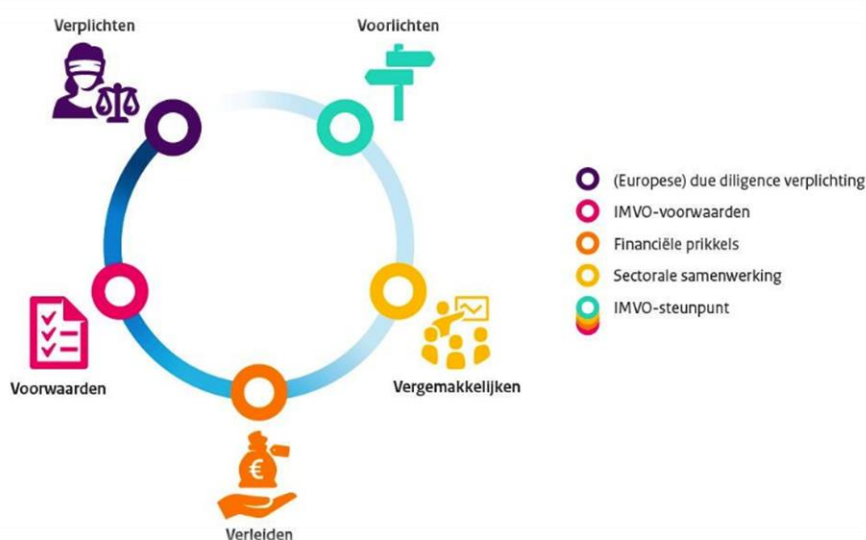 Verplichten
Voorlichten
(Europese) due diligence verplichting
IMVO-voorwaarden
Financiële prikkels
Sectorale samenwerking
IMVO-steunpunt
Voorwaarden
Vergemakkelijken
€
Verleiden